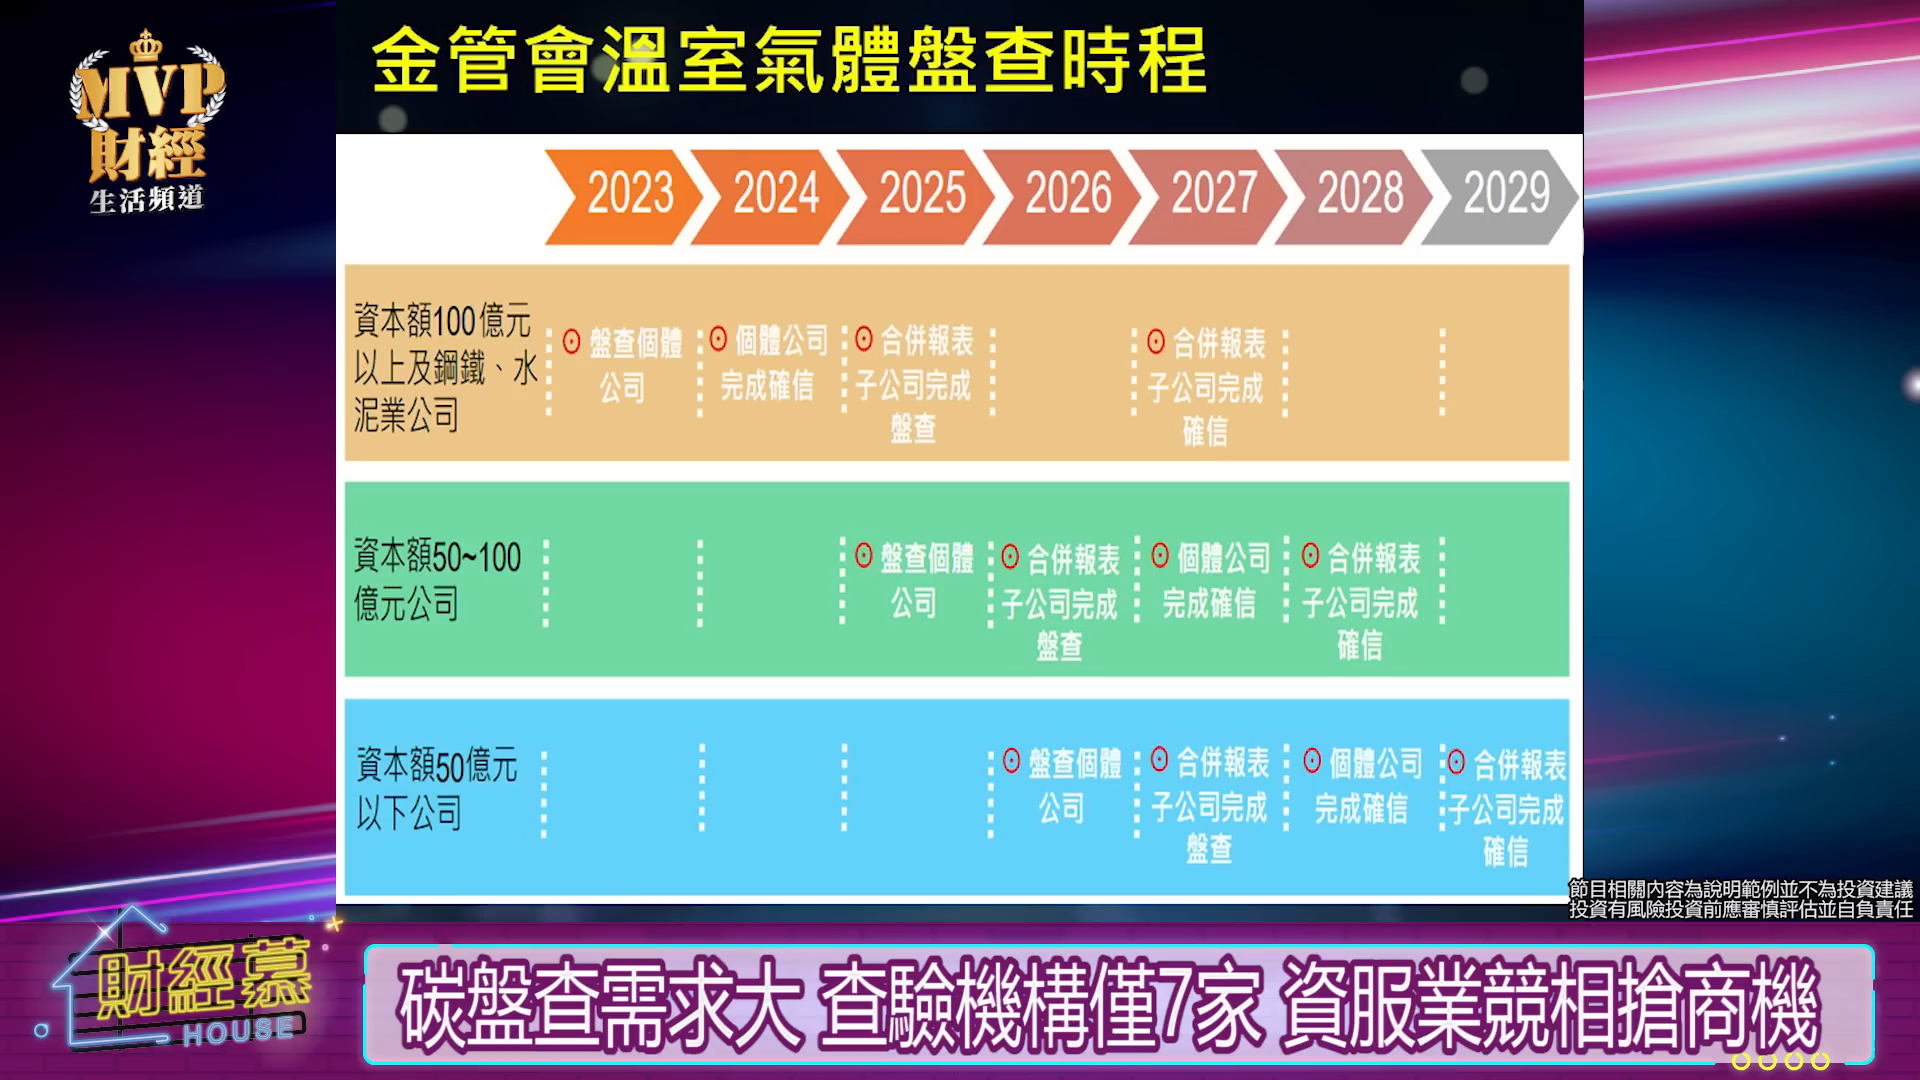 MVP
財經
生活頻道
金管會溫室氣體盤查時程
2023 2024 2025 2026 2027 2028 2029
資本額100億元
以上及鋼鐵、水
泥業公司
盤查個體
公司
個體公司
完成確信
合併報表
子公司完成
盤查
合併報表
子公司完成
確信
資本額50~100
億元公司
盤查個體
公司
合併報表
子公司完成
盤查
個體公司
完成確信
合併報表
子公司完成
確信
資本額50億元
以下公司
盤查個體
公司
合併報表
子公司完成
盤查
個體公司
完成確信
合併報表
子公司完成
確信
節目相關內容為說明範例並不為投資建議
投資有風險投資前應審慎評估並自負責任
財經慕
HOUSE
碳盤查需求大 查驗機構僅7家 資服業競相搶商機